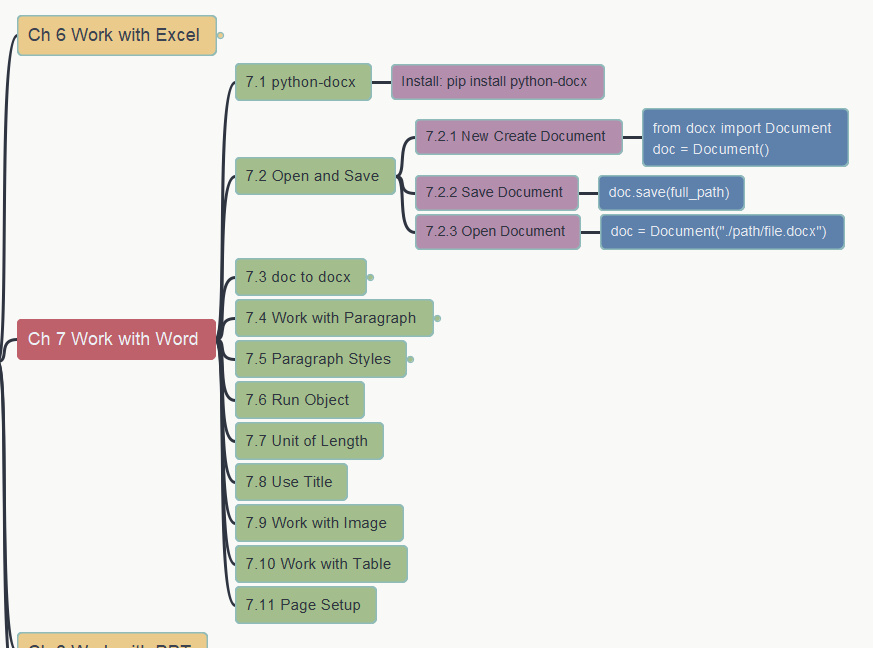 Ch 6 Work with Excel
7.1 python-docx
Install: pip install python-docx
7.2 Open and Save
7.2.1 New Create Document
from docx import Document
doc = Document()
7.2.2 Save Document
doc.save(full_path)
7.2.3 Open Document
doc = Document("./path/file.docx")
7.3 doc to docx
Ch 7 Work with Word
7.4 Work with Paragraph
7.5 Paragraph Styles
7.6 Run Object
7.7 Unit of Length
7.8 Use Title
7.9 Work with Image
7.10 Work with Table
7.11 Page Setup